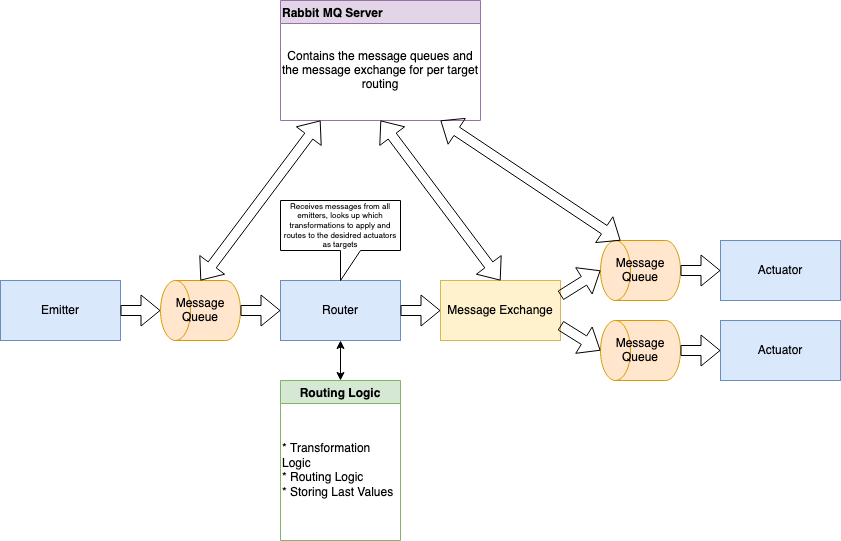 Rabbit MQ Server
Contains the message queues and
the message exchange for per target
routing
Receives messages from all
emitters, looks up which
transformations to apply and
routes to the desidred actuators
as targets
Emitter
Message
Queue
Router
Message Exchange
Message
Queue
Actuator
Message
Queue
Actuator
Routing Logic
* Transformation
Logic
* Routing Logic
* Storing Last Values